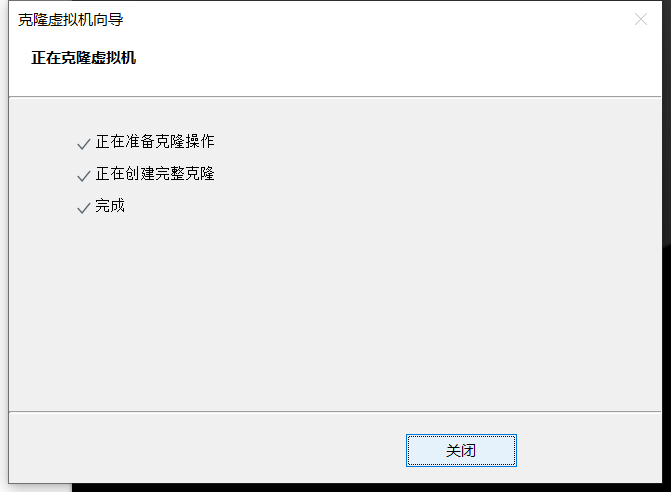 克隆虚拟机向导
正在克隆虚拟机
正在准备克隆操作
正在创建完整克隆
完成
关闭